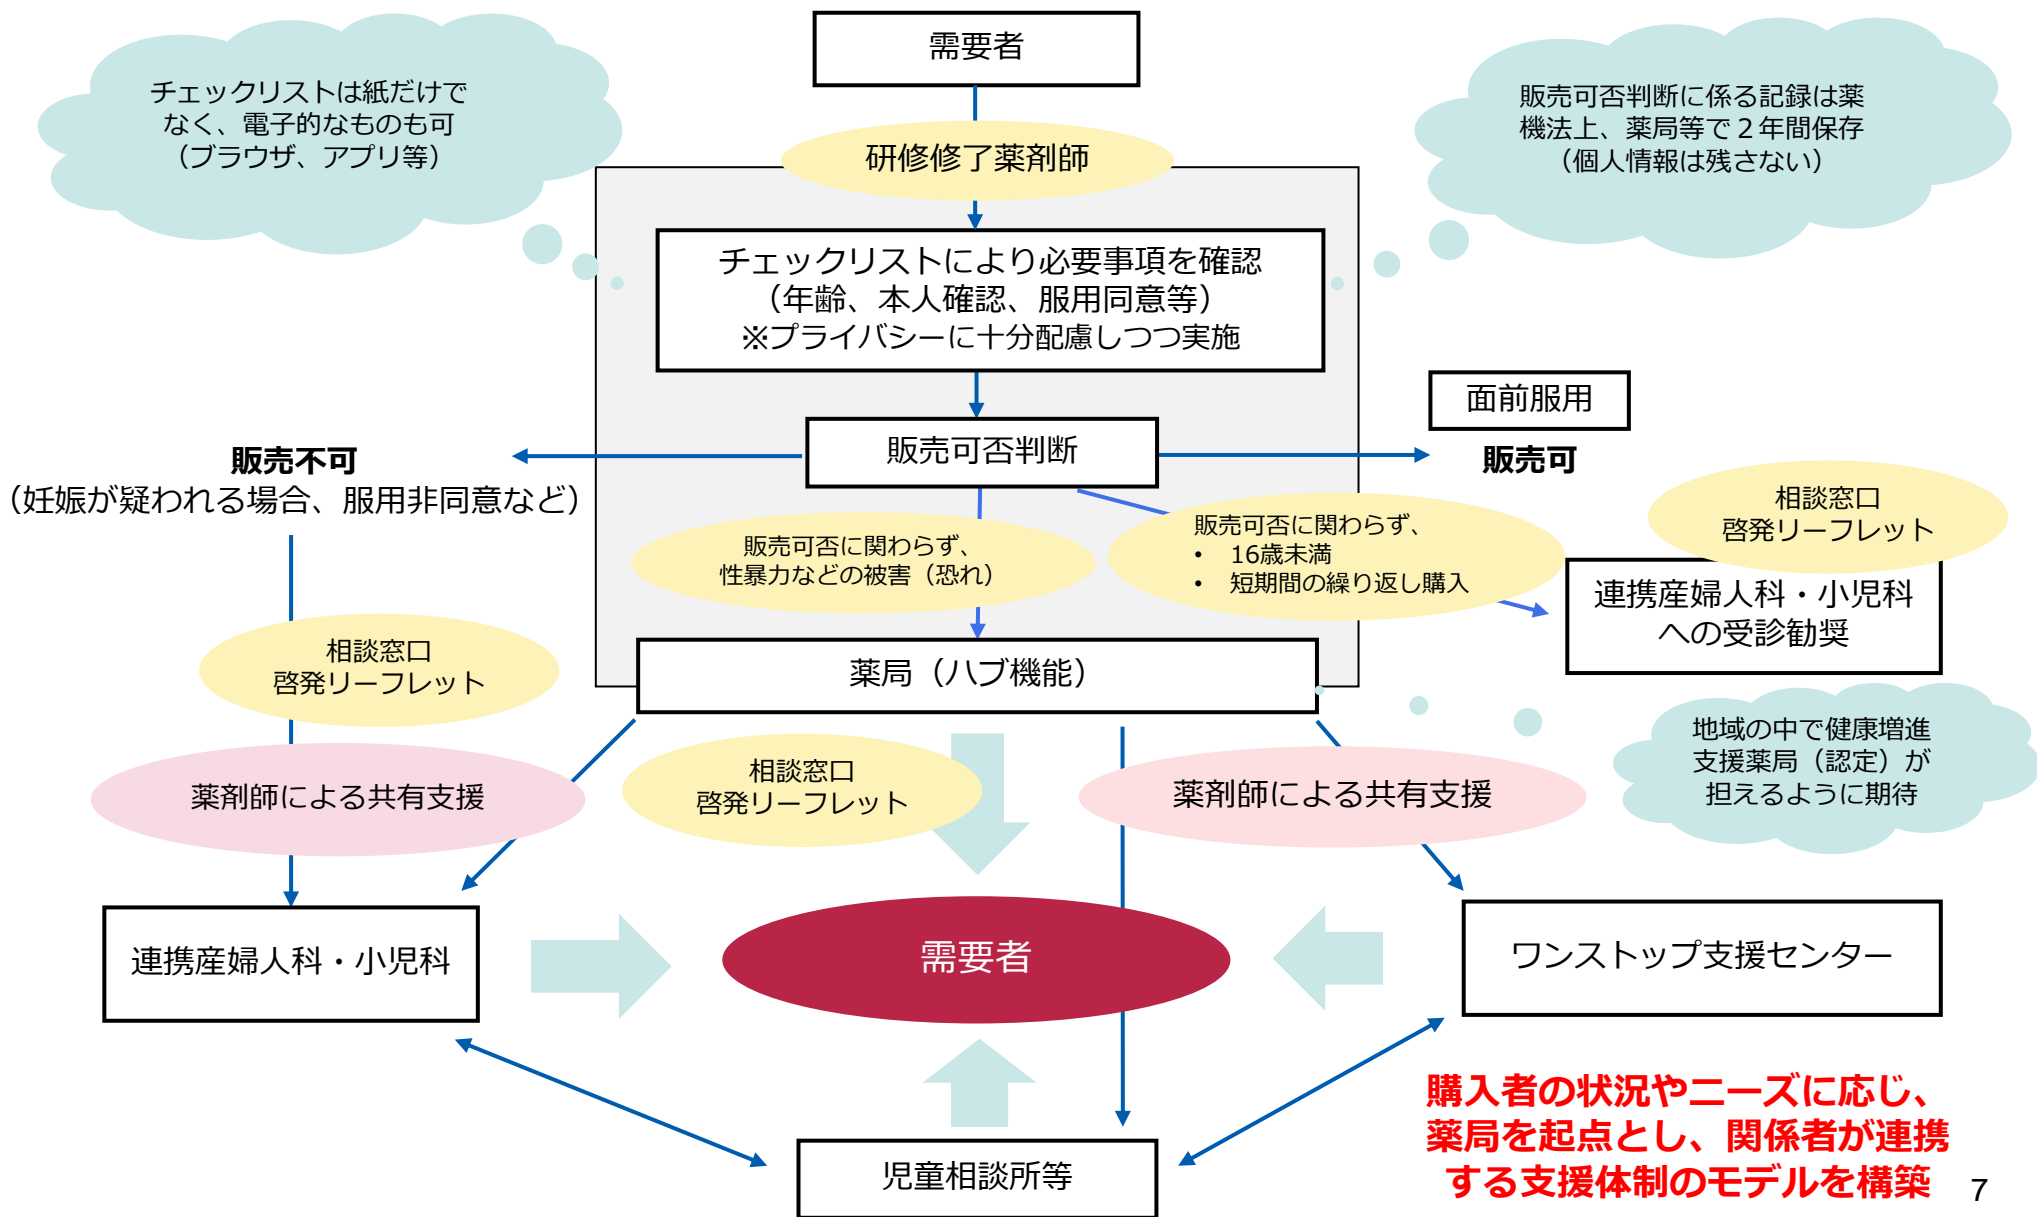 需要者
チェックリストは紙だけで
なく、電子的なものも可
（ブラウザ、アプリ等）
販売可否判断に係る記録は薬
機法上、薬局等で２年間保存
（個人情報は残さない）
研修修了薬剤師
チェックリストにより必要事項を確認
（年齢、本人確認、服用同意等）
※プライバシーに十分配慮しつつ実施
面前服用
販売可否判断
販売不可
（妊娠が疑われる場合、服用非同意など）
販売可
相談窓口
啓発リーフレット
販売可否に関わらず、
性暴力などの被害（恐れ）
販売可否に関わらず、
• 16歳未満
• 短期間の繰り返し購入
連携産婦人科・小児科
への受診勧奨
相談窓口
啓発リーフレット
薬局（ハブ機能）
地域の中で健康増進
支援薬局（認定）が
担えるように期待
薬剤師による共有支援
相談窓口
啓発リーフレット
薬剤師による共有支援
連携産婦人科・小児科
需要者
ワンストップ支援センター
児童相談所等
購入者の状況やニーズに応じ、
薬局を起点とし、関係者が連携
する支援体制のモデルを構築
7